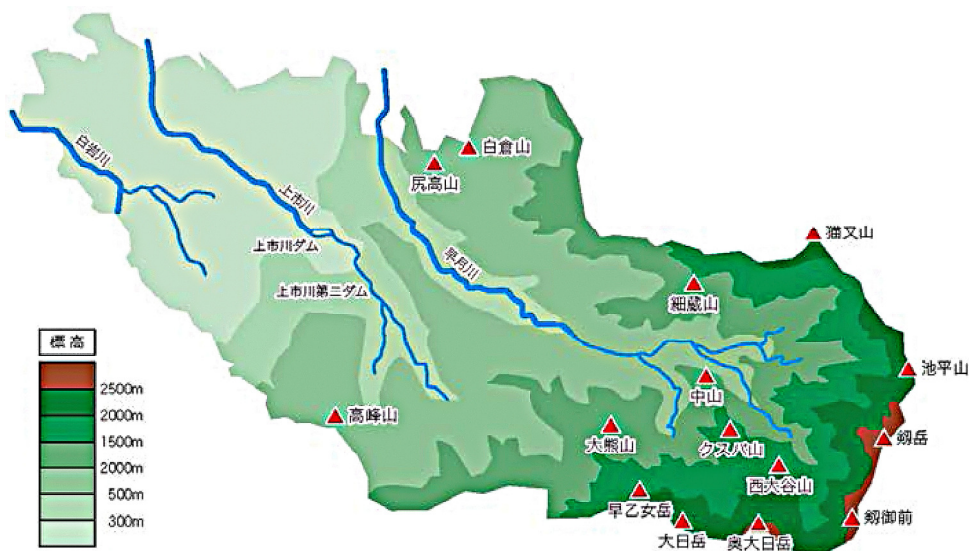 白岩川
上市川
上市川ダム
上市川第二ダム
早月川
白倉山
尻高山
猫又山
細蔵山
池平山
中山
剱岳
高峰山
大熊山
クズバ山
西大谷山
早乙女岳
剱御前
大日岳
奥大日岳
標高
2500m
2000m
1500m
2000m
500m
300m